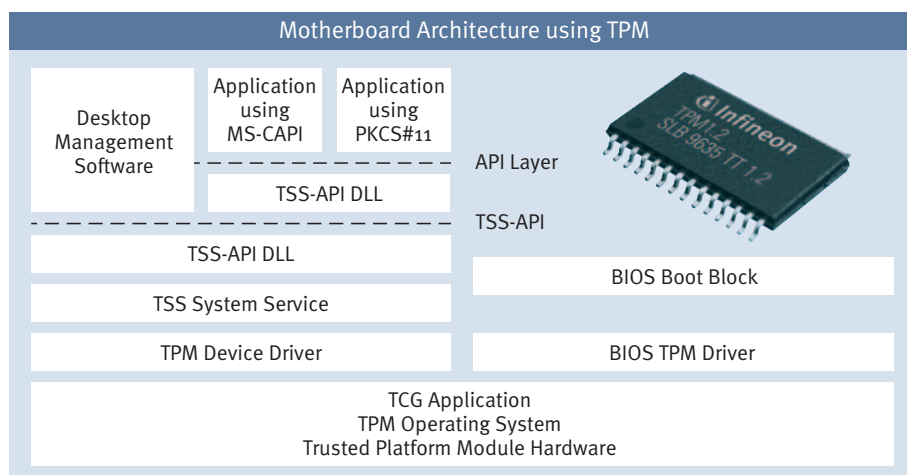 Motherboard Architecture using TPM
Desktop
Management
Software
Application
using
MS-CAPI
Application
using
PKCS#11
API Layer
TSS-API DLL
TSS-API
TSS-API DLL
TSS System Service
TPM Device Driver
Infineon
TPM1.2
SLB 9635 TT 1.2
BIOS Boot Block
BIOS TPM Driver
TCG Application
TPM Operating System
Trusted Platform Module Hardware